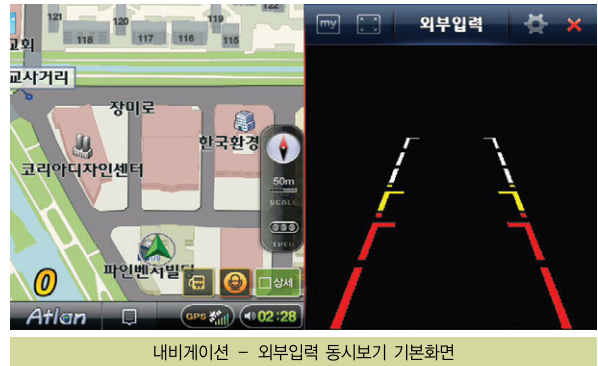 121
120
119
122
118
117
116
115
교회
교사거리
장미로
한국환경
코리아디자인센터
50m
SCALE
TPEG
파인벤처빌딩
0
상세
Atlan
GPS
02:28
my
외부입력
내비게이션 - 외부입력 동시보기 기본화면